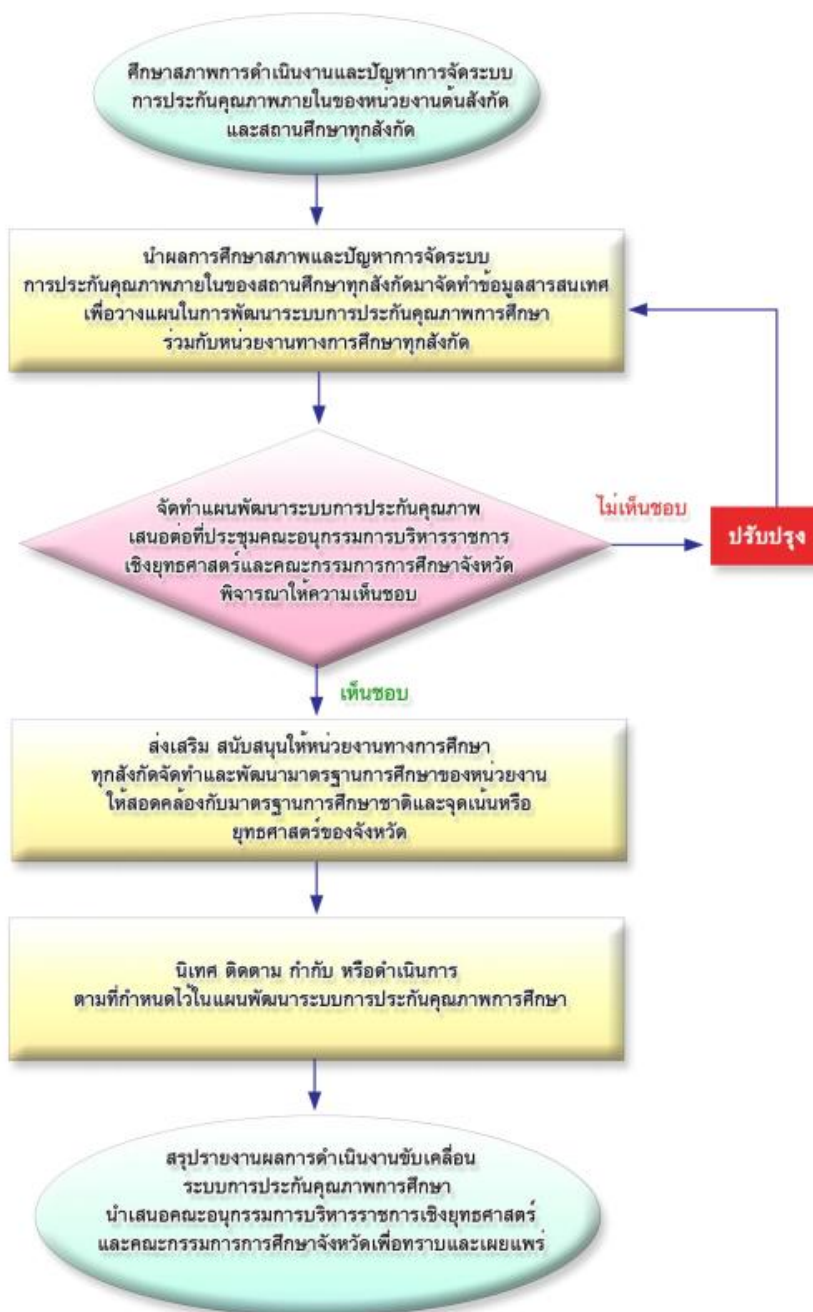 ศึกษาสภาพการดำเนินงานและปัญหาการจัดระบบ
การประกันคุณภาพภายในของหน่วยงานต้นสังกัด
และสถานศึกษาทุกสังกัด
นำผลการศึกษาสภาพและปัญหาการจัดระบบ
การประกันคุณภาพภายในของสถานศึกษาทุกสังกัดมาจัดทำข้อมูลสารสนเทศ
เพื่อวางแผนในการพัฒนาระบบการประกันคุณภาพการศึกษา
ร่วมกับหน่วยงานทางการศึกษาทุกสังกัด
จัดทำแผนพัฒนาระบบการประกันคุณภาพ
เสนอต่อที่ประชุมคณะอนุกรรมการบริหารราชการ
เชิงยุทธศาสตร์และคณะกรรมการการศึกษาจังหวัด
พิจารณาให้ความเห็นชอบ
ไม่เห็นชอบ
ปรับปรุง
เห็นชอบ
ส่งเสริม สนับสนุนให้หน่วยงานทางการศึกษา
ทุกสังกัดจัดทำและพัฒนามาตรฐานการศึกษาของหน่วยงาน
ให้สอดคล้องกับมาตรฐานการศึกษาชาติและจุดเน้นหรือ
ยุทธศาสตร์ของจังหวัด
นิเทศ ติดตาม กำกับ หรือดำเนินการ
ตามที่กำหนดไว้ในแผนพัฒนาระบบการประกันคุณภาพการศึกษา
สรุปรายงานผลการดำเนินงานขับเคลื่อน
ระบบการประกันคุณภาพการศึกษา
นำเสนอคณะอนุกรรมการบริหารราชการเชิงยุทธศาสตร์
และคณะกรรมการการศึกษาจังหวัดเพื่อทราบและเผยแพร่